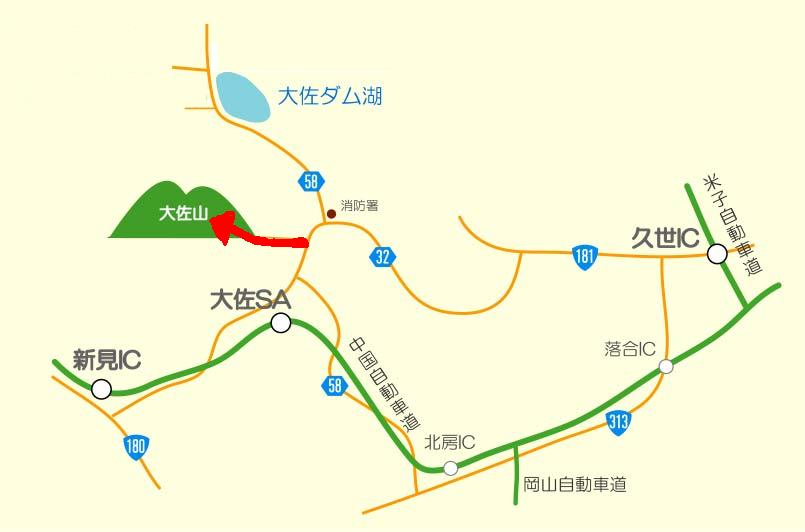 大佐ダム湖
58
消防署
大佐山
米子自動車道
久世IC
32
181
大佐SA
新見IC
中国自動車道
落合IC
58
313
180
北房IC
岡山自動車道